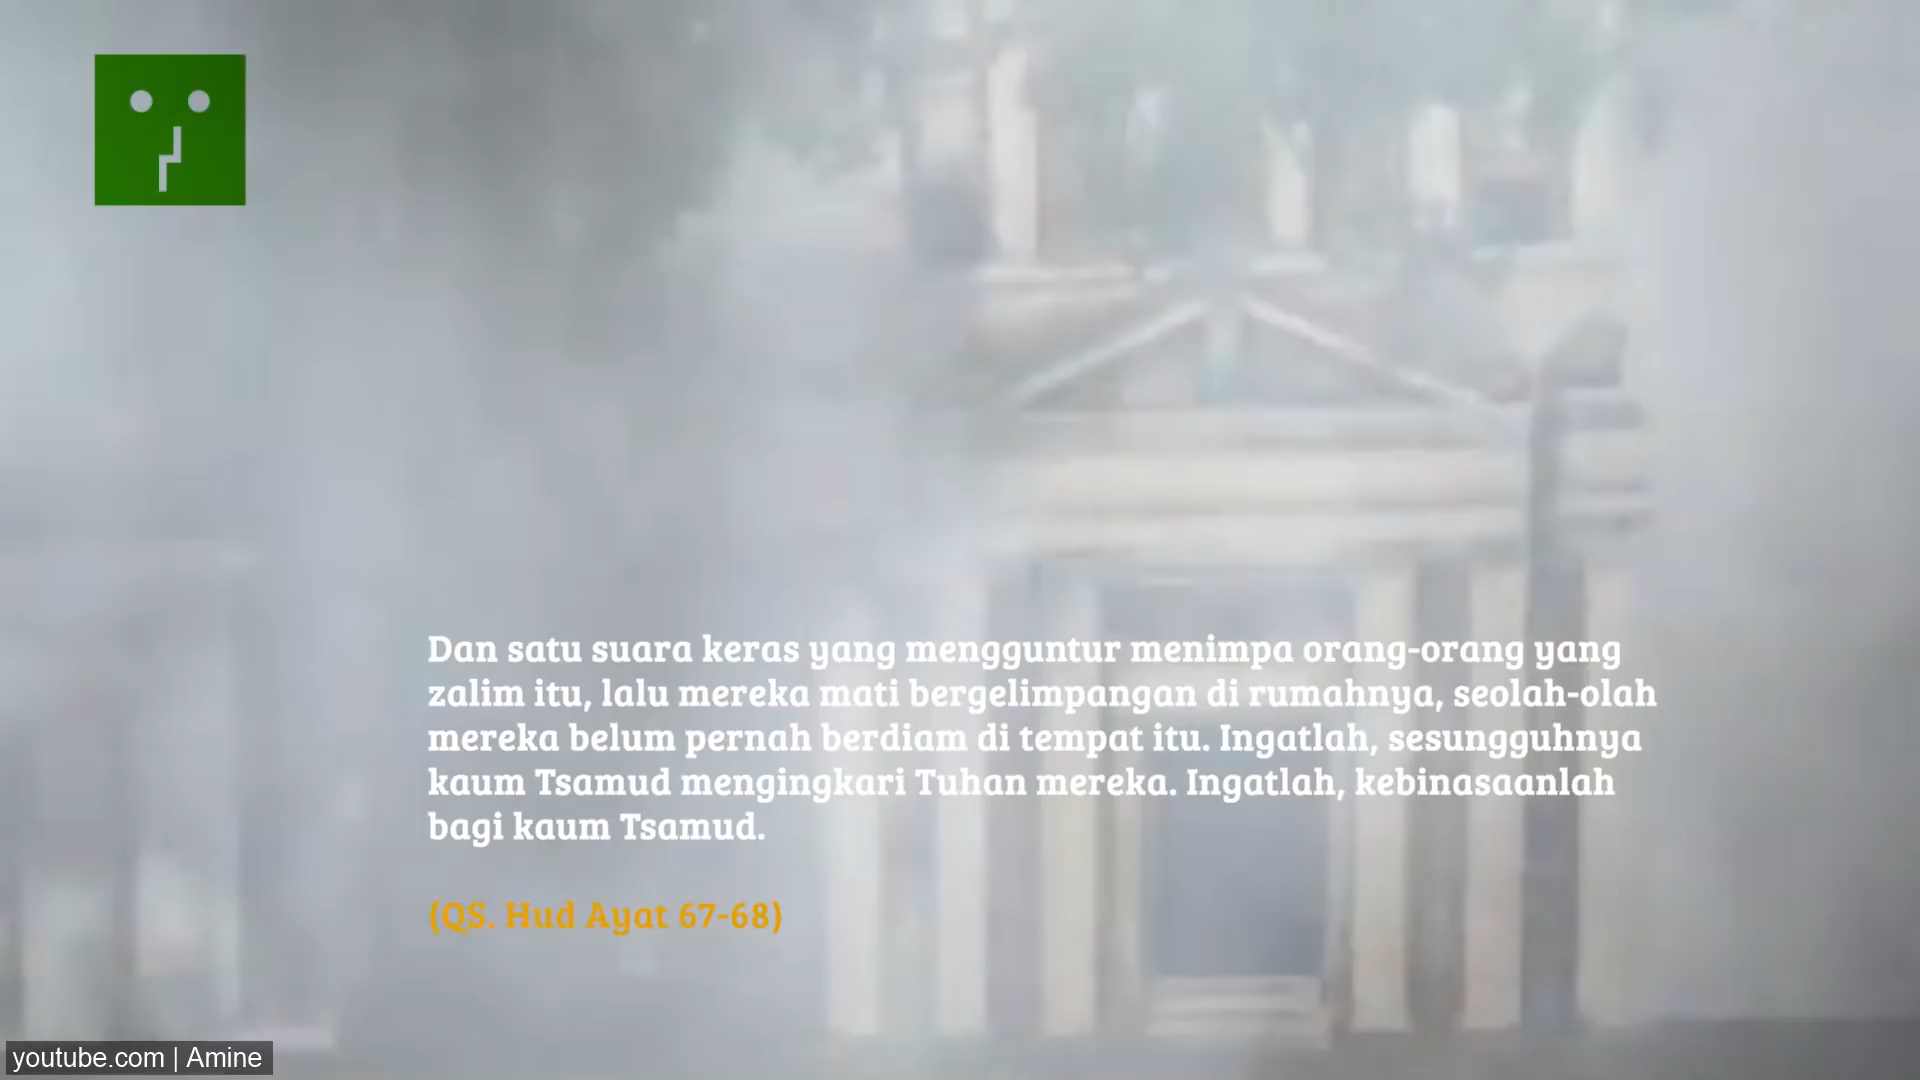 Dan satu suara keras yang mengguntur menimpa orang-orang yang
zalim itu, lalu mereka mati bergelimpangan di rumahnya, seolah-olah
mereka belum pernah berdiam di tempat itu. Ingatlah, sesungguhnya
kaum Tsamud mengingkari Tuhan mereka. Ingatlah, kebinasaanlah
bagi kaum Tsamud.
(QS. Hud Ayat 67-68)
youtube.com | Amine